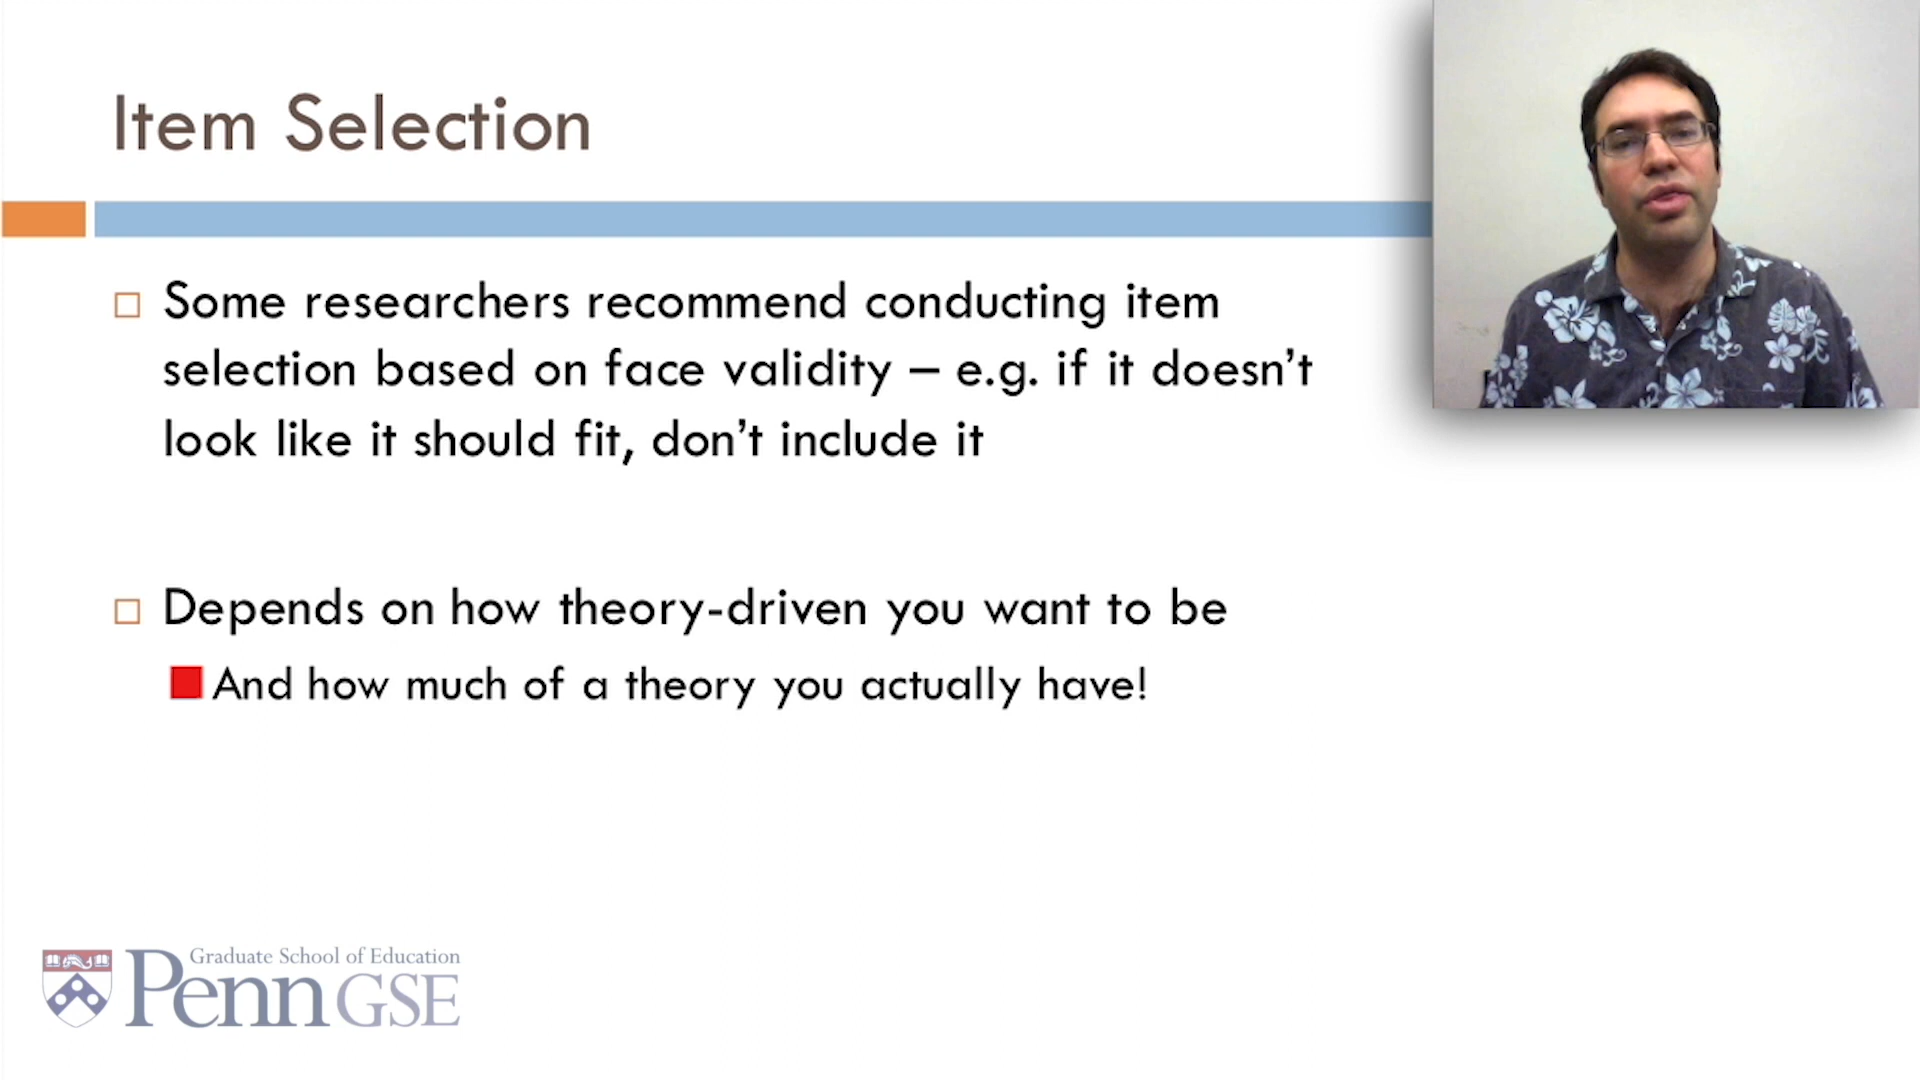 Item Selection
Some researchers recommend conducting item
selection based on face validity – e.g. if it doesn’t
look like it should fit, don’t include it
Depends on how theory-driven you want to be
And how much of a theory you actually have!
Graduate School of Education
Penn GSE